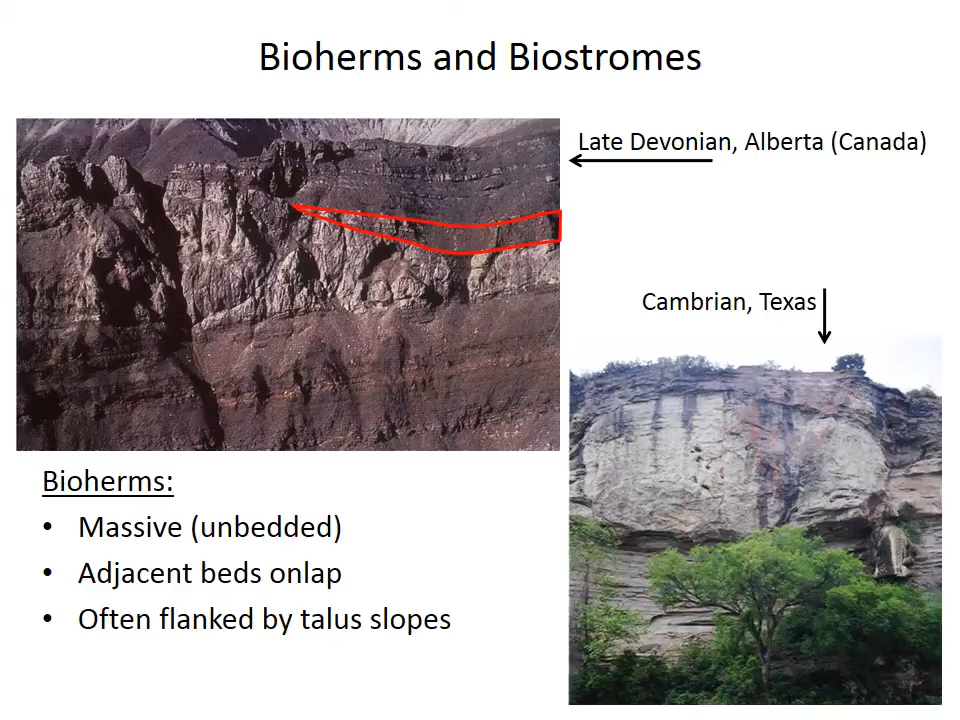 Bioherms and Biostromes
Late Devonian, Alberta (Canada)
Cambrian, Texas
Bioherms:
• Massive (unbedded)
• Adjacent beds onlap
• Often flanked by talus slopes